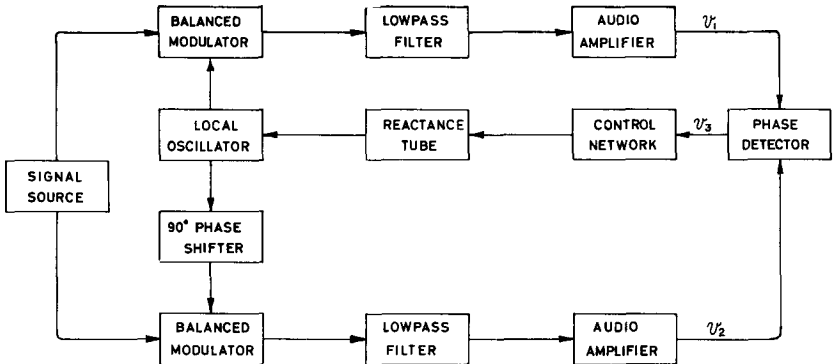 BALANCED
MODULATOR
LOWPASS
FILTER
AUDIO
AMPLIFIER
v₁
LOCAL
OSCILLATOR
REACTANCE
TUBE
CONTROL
NETWORK
v₃
PHASE
DETECTOR
SIGNAL
SOURCE
90° PHASE
SHIFTER
BALANCED
MODULATOR
LOWPASS
FILTER
AUDIO
AMPLIFIER
v₂